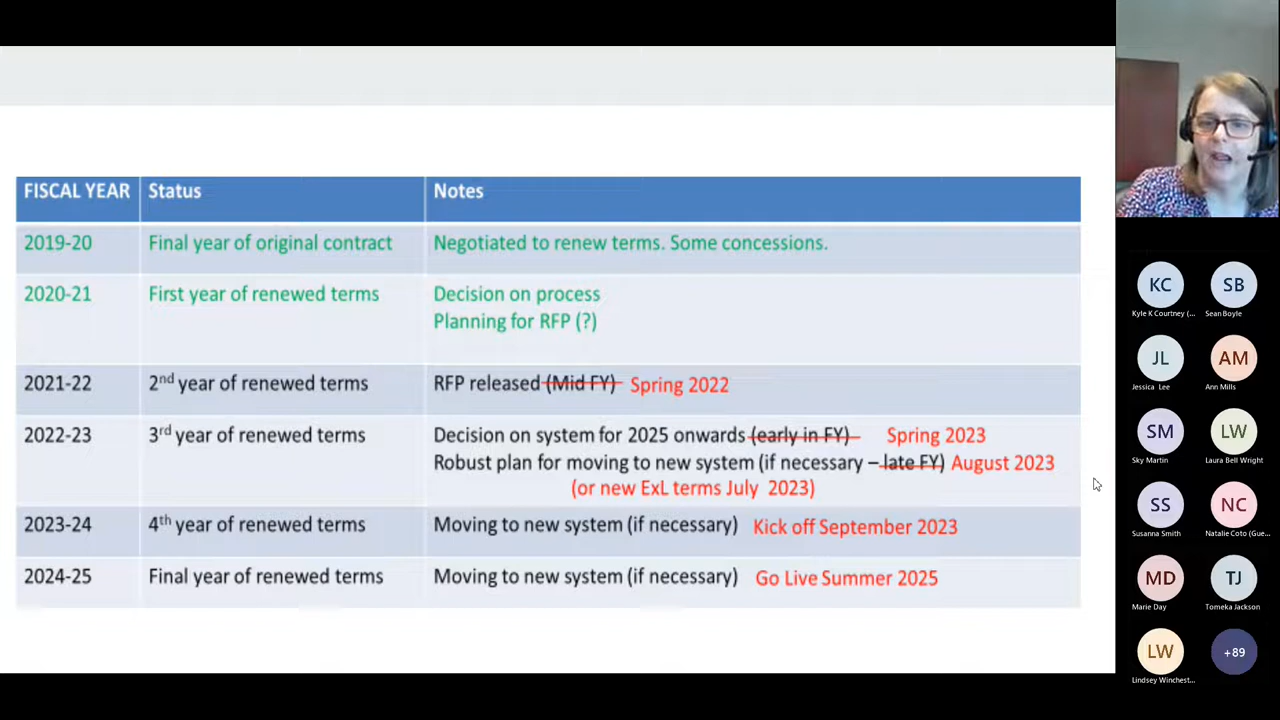 FISCAL YEAR Status Notes
2019-20 Final year of original contract Negotiated to renew terms. Some concessions.
2020-21 First year of renewed terms Decision on process
Planning for RFP (?)
2021-22 2nd year of renewed terms RFP released (Mid FY) Spring 2022
2022-23 3rd year of renewed terms Decision on system for 2025 onwards (early in FY) Spring 2023
Robust plan for moving to new system (if necessary – late FY) August 2023
(or new ExL terms July 2023)
2023-24 4th year of renewed terms Moving to new system (if necessary) Kick off September 2023
2024-25 Final year of renewed terms Moving to new system (if necessary) Go Live Summer 2025
KC SB
Kyle K Courtney (... Sean Boyle
JL AM
Jessica Lee Ann Mills
SM LW
Sky Martin Laura Bell Wright
SS NC
Susanna Smith Natalie Coto (Gue...
MD TJ
Marie Day Tomeka Jackson
LW +89
Lindsey Winchest...